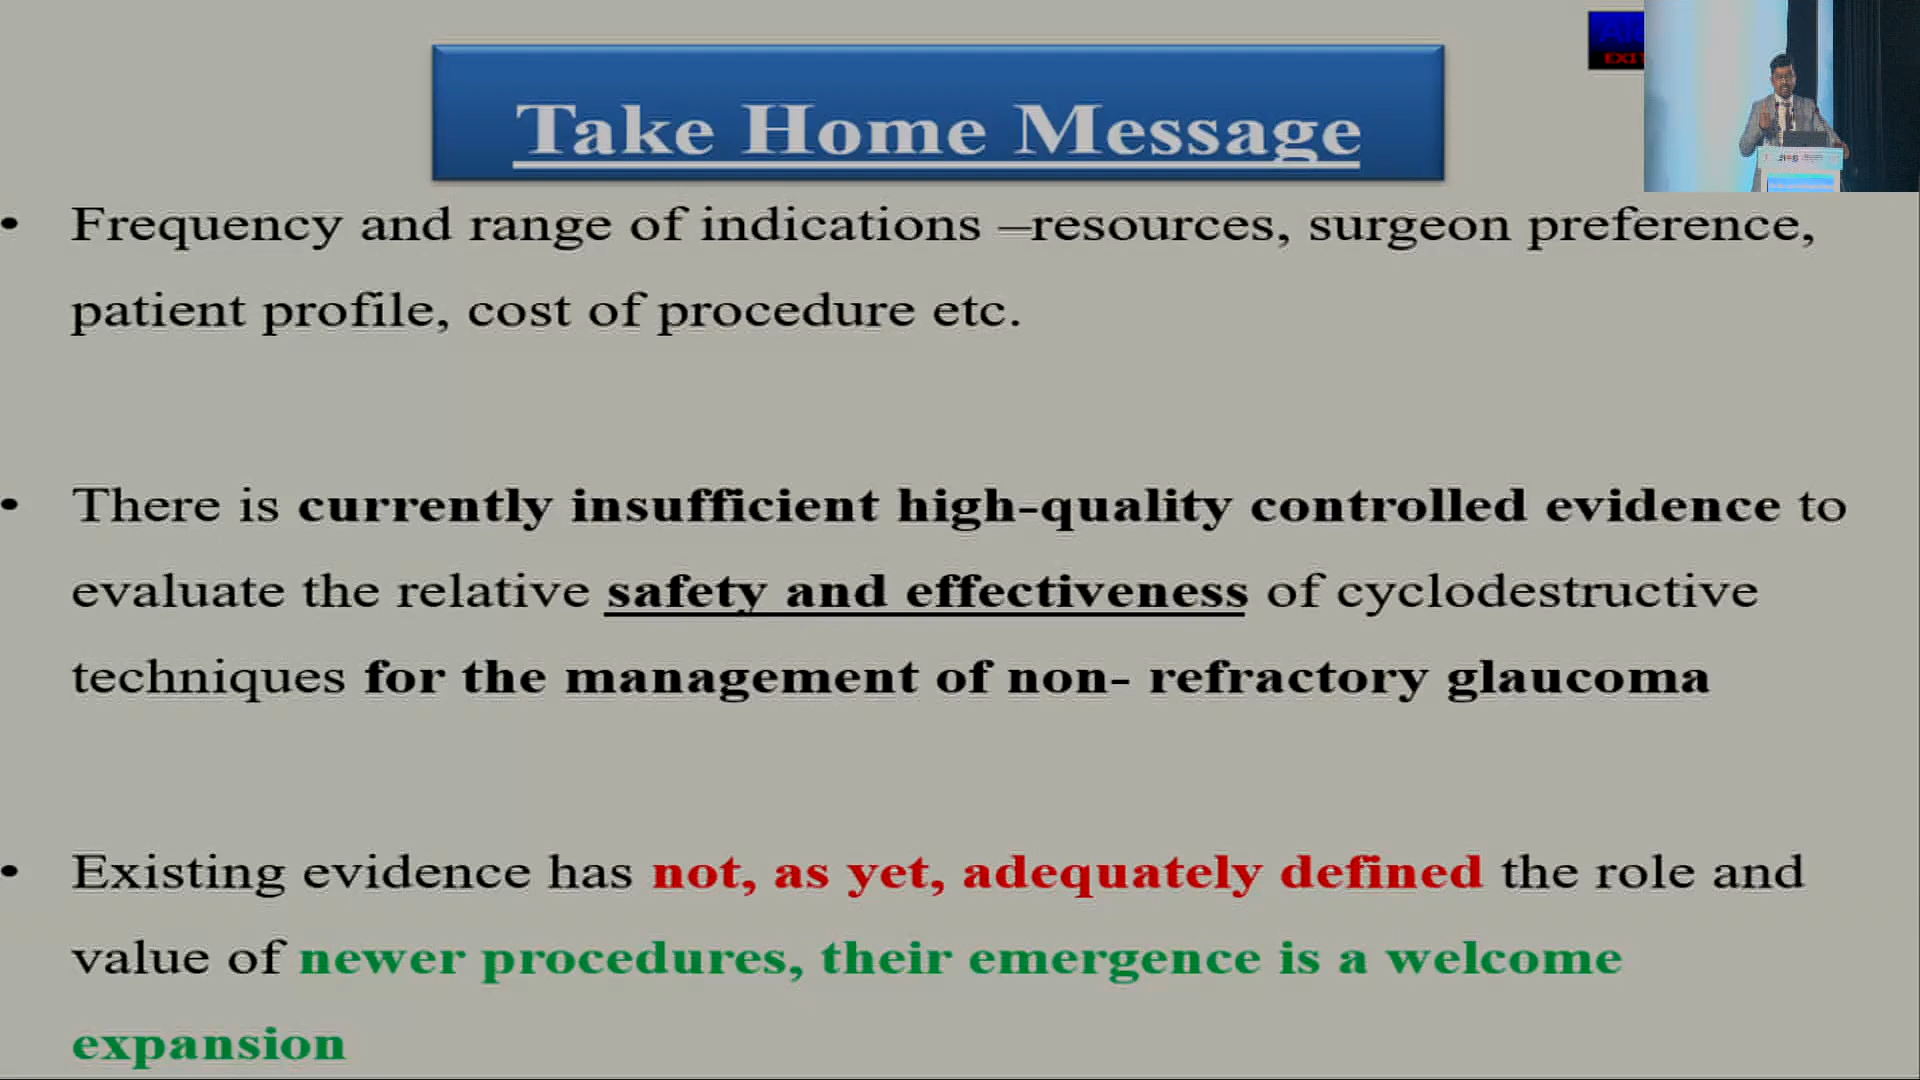 Take Home Message
• Frequency and range of indications –resources, surgeon preference,
patient profile, cost of procedure etc.
• There is currently insufficient high-quality controlled evidence to
evaluate the relative safety and effectiveness of cyclodestructive
techniques for the management of non- refractory glaucoma
• Existing evidence has not, as yet, adequately defined the role and
value of newer procedures, their emergence is a welcome
expansion